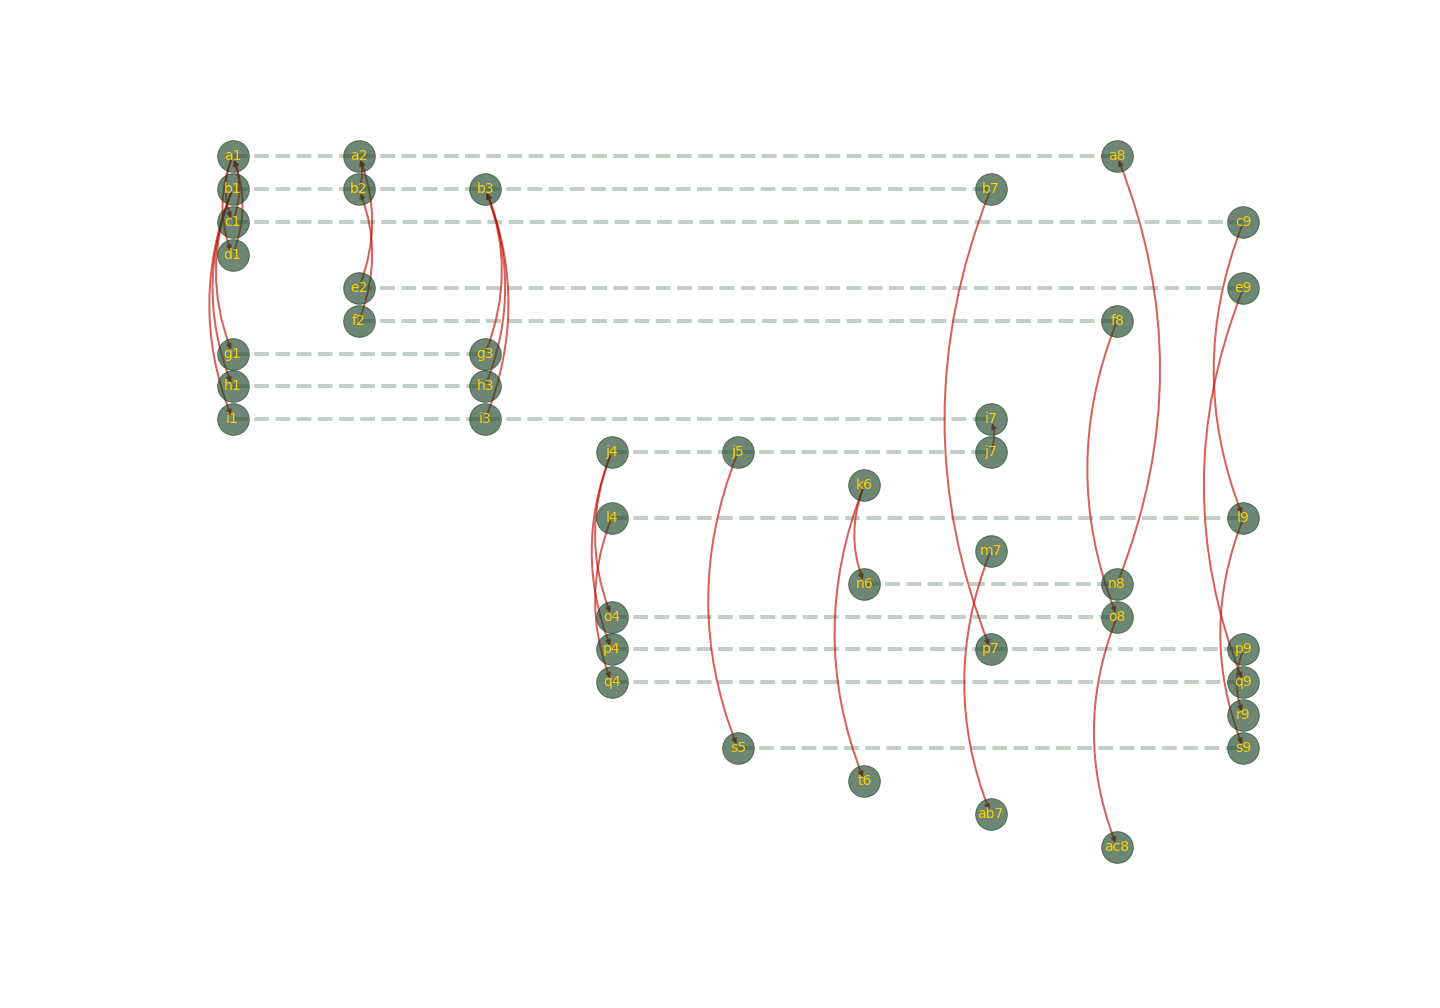 a1 a2 a8
b1 b2 b3 b7
c1 c9
d1
e2 e9
f2 f8
g1 g3
h1 h3
i1 i3 i7
j4 j5 j7
k6
l4 l9
m7
n6 n8
o4 o8
p4 p7 p9
q4 q9
r9
s5 s9
t6
ab7
ac8